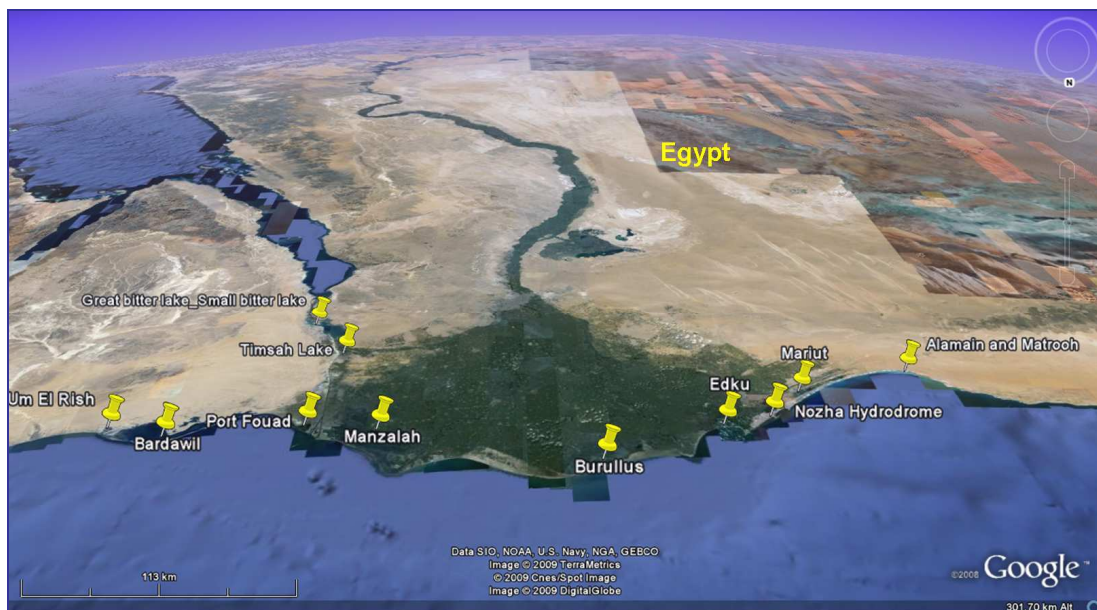 N
Egypt
Great bitter lake_Small bitter lake
Timsah Lake
Alamain and Matrooh
Mariut
Edku
Um El Rish
Port Fouad
Nozha Hydrodrome
Bardawil
Manzalah
Burullus
Data SIO, NOAA, U.S. Navy, NGA, GEBCO
Image © 2009 TerraMetrics
© 2009 Cnes/Spot Image
Image © 2009 DigitalGlobe
113 km
©2008 Google™
301.70 km Alt